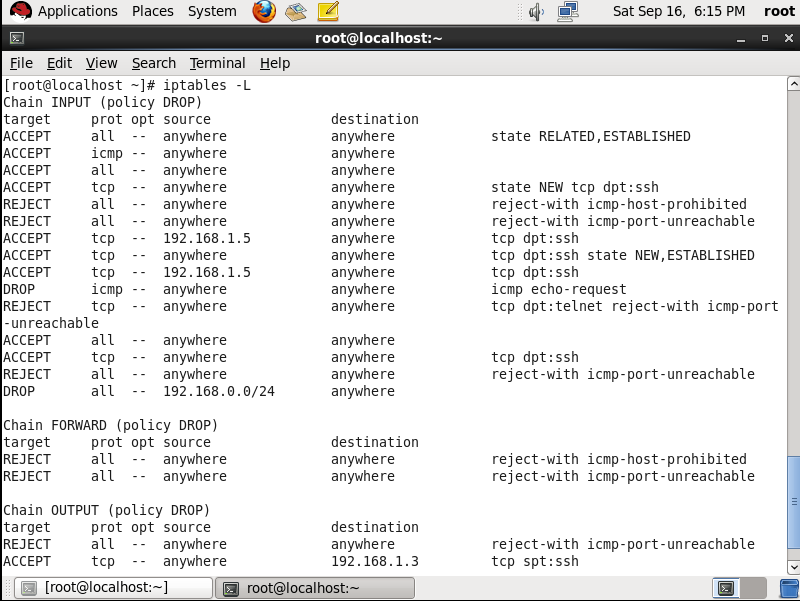 Applications Places System Sat Sep 16, 6:15 PM root
root@localhost:~
File Edit View Search Terminal Help
[root@localhost ~]# iptables -L
Chain INPUT (policy DROP)
target     prot opt source               destination
ACCEPT     all  --  anywhere             anywhere            state RELATED,ESTABLISHED
ACCEPT     icmp --  anywhere             anywhere
ACCEPT     all  --  anywhere             anywhere
ACCEPT     tcp  --  anywhere             anywhere            state NEW tcp dpt:ssh
REJECT     all  --  anywhere             anywhere            reject-with icmp-host-prohibited
REJECT     all  --  anywhere             anywhere            reject-with icmp-port-unreachable
ACCEPT     tcp  --  192.168.1.5          anywhere            tcp dpt:ssh
ACCEPT     tcp  --  anywhere             anywhere            tcp dpt:ssh state NEW,ESTABLISHED
ACCEPT     tcp  --  192.168.1.5          anywhere            tcp dpt:ssh
DROP       icmp --  anywhere             anywhere            icmp echo-request
REJECT     tcp  --  anywhere             anywhere            tcp dpt:telnet reject-with icmp-port
-unreachable
ACCEPT     all  --  anywhere             anywhere
ACCEPT     tcp  --  anywhere             anywhere            tcp dpt:ssh
REJECT     all  --  anywhere             anywhere            reject-with icmp-port-unreachable
DROP       all  --  192.168.0.0/24       anywhere
Chain FORWARD (policy DROP)
target     prot opt source               destination
REJECT     all  --  anywhere             anywhere            reject-with icmp-host-prohibited
REJECT     all  --  anywhere             anywhere            reject-with icmp-port-unreachable
Chain OUTPUT (policy DROP)
target     prot opt source               destination
REJECT     all  --  anywhere             anywhere            reject-with icmp-port-unreachable
ACCEPT     tcp  --  anywhere             192.168.1.3         tcp spt:ssh
[root@localhost:~] root@localhost:~